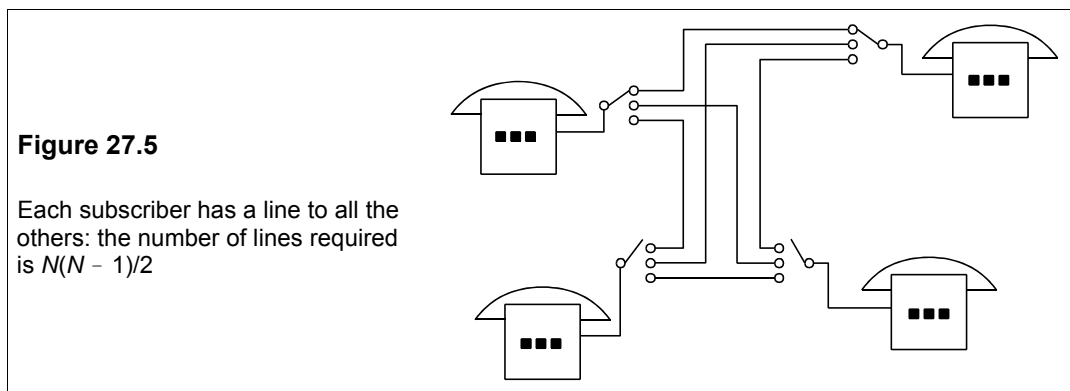 Figure 27.5
Each subscriber has a line to all the
others: the number of lines required
is N(N − 1)/2